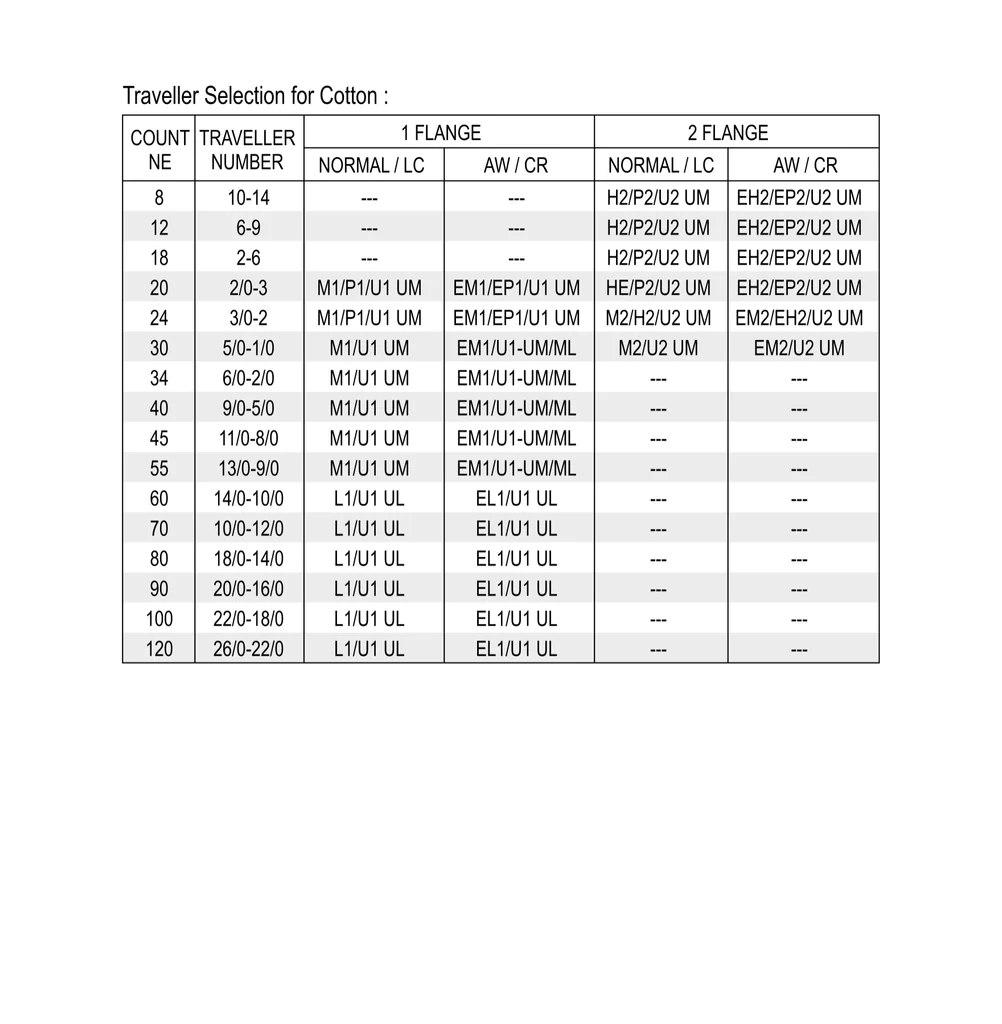 Traveller Selection for Cotton :
COUNT NE TRAVELLER NUMBER 1 FLANGE 2 FLANGE
NORMAL / LC AW / CR NORMAL / LC AW / CR
8 10-14 --- --- H2/P2/U2 UM EH2/EP2/U2 UM
12 6-9 --- --- H2/P2/U2 UM EH2/EP2/U2 UM
18 2-6 --- --- H2/P2/U2 UM EH2/EP2/U2 UM
20 2/0-3 M1/P1/U1 UM EM1/EP1/U1 UM HE/P2/U2 UM EH2/EP2/U2 UM
24 3/0-2 M1/P1/U1 UM EM1/EP1/U1 UM M2/H2/U2 UM EM2/EH2/U2 UM
30 5/0-1/0 M1/U1 UM EM1/U1-UM/ML M2/U2 UM EM2/U2 UM
34 6/0-2/0 M1/U1 UM EM1/U1-UM/ML --- ---
40 9/0-5/0 M1/U1 UM EM1/U1-UM/ML --- ---
45 11/0-8/0 M1/U1 UM EM1/U1-UM/ML --- ---
55 13/0-9/0 M1/U1 UM EM1/U1-UM/ML --- ---
60 14/0-10/0 L1/U1 UL EL1/U1 UL --- ---
70 10/0-12/0 L1/U1 UL EL1/U1 UL --- ---
80 18/0-14/0 L1/U1 UL EL1/U1 UL --- ---
90 20/0-16/0 L1/U1 UL EL1/U1 UL --- ---
100 22/0-18/0 L1/U1 UL EL1/U1 UL --- ---
120 26/0-22/0 L1/U1 UL EL1/U1 UL --- ---